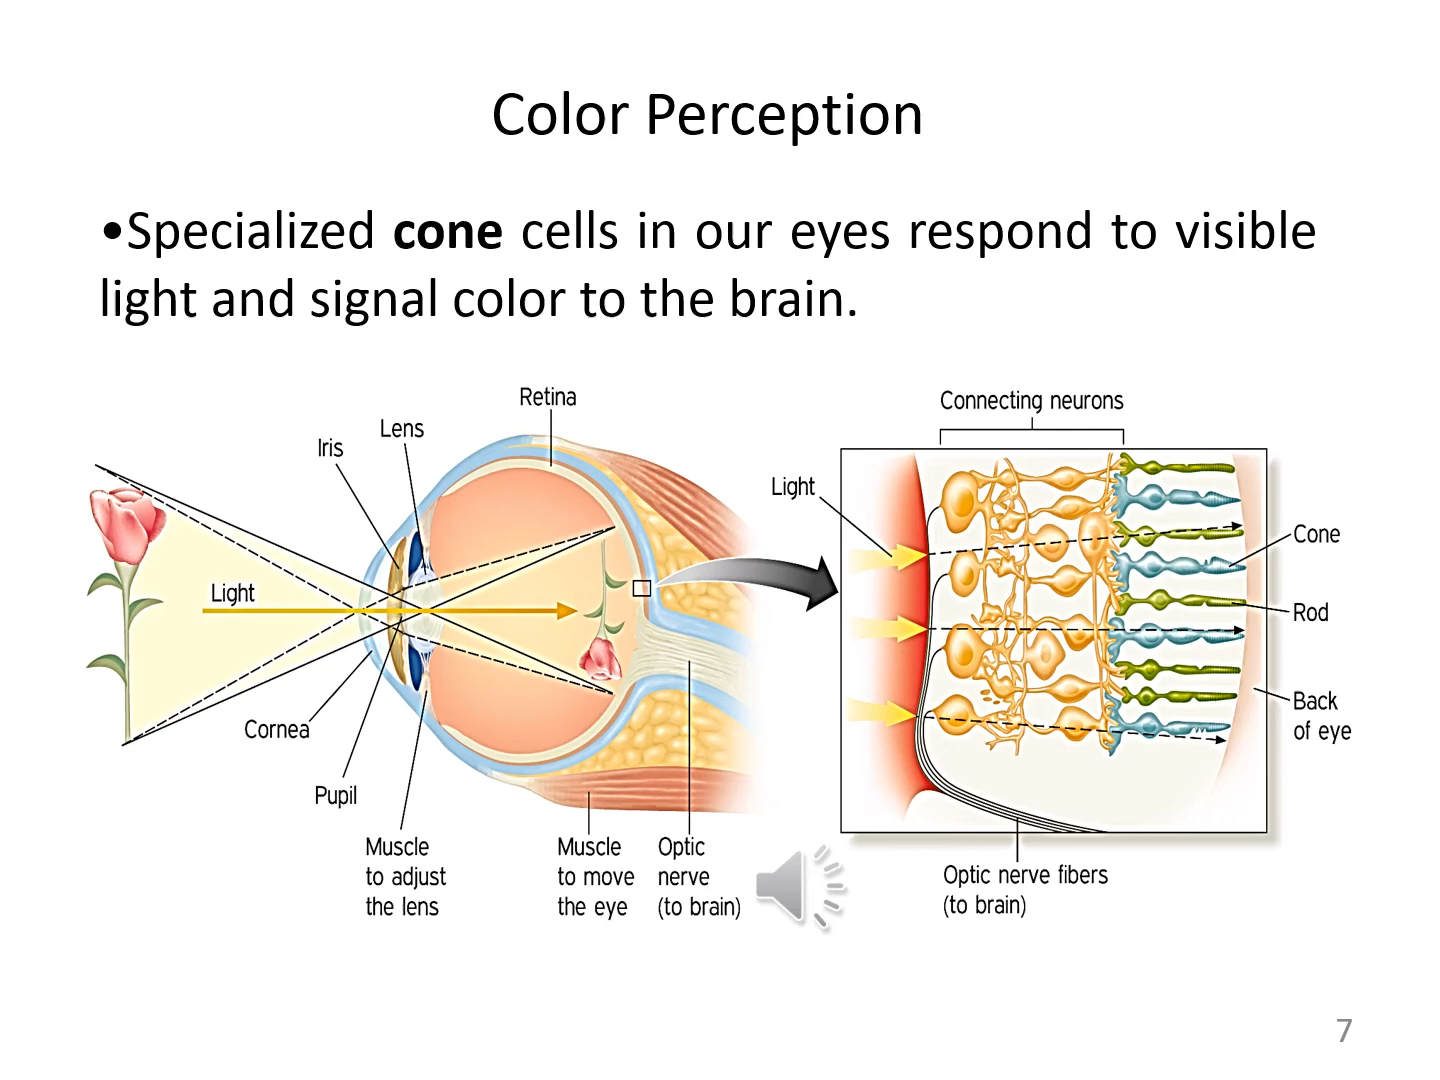 Color Perception
•Specialized cone cells in our eyes respond to visible
light and signal color to the brain.
Retina
Lens
Iris
Light
Cornea
Pupil
Muscle
to adjust
the lens
Muscle
to move
the eye
Optic
nerve
(to brain)
Connecting neurons
Light
Cone
Rod
Back
of eye
Optic nerve fibers
(to brain)
7